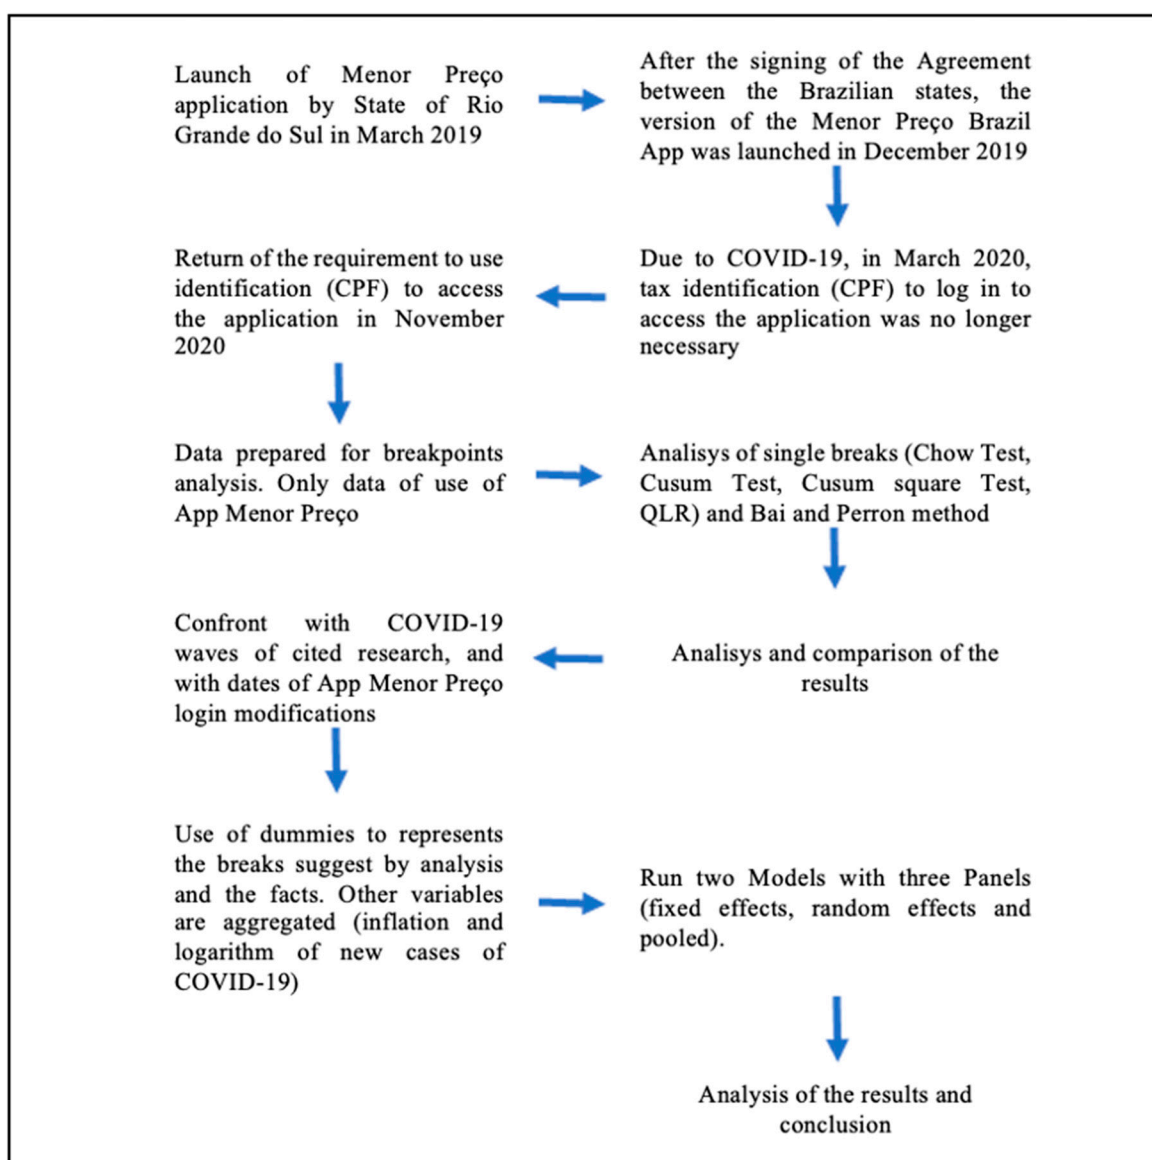 Launch of Menor Preço
application by State of Rio
Grande do Sul in March 2019
After the signing of the Agreement
between the Brazilian states, the
version of the Menor Preço Brazil
App was launched in December 2019
Due to COVID-19, in March 2020,
tax identification (CPF) to log in to
access the application was no longer
necessary
Return of the requirement to use
identification (CPF) to access
the application in November
2020
Data prepared for breakpoints
analysis. Only data of use of
App Menor Preço
Analisys of single breaks (Chow Test,
Cusum Test, Cusum square Test,
QLR) and Bai and Perron method
Analisys and comparison of the
results
Confront with COVID-19
waves of cited research, and
with dates of App Menor Preço
login modifications
Use of dummies to represents
the breaks suggest by analysis
and the facts. Other variables
are aggregated (inflation and
logarithm of new cases of
COVID-19)
Run two Models with three Panels
(fixed effects, random effects and
pooled).
Analysis of the results and
conclusion